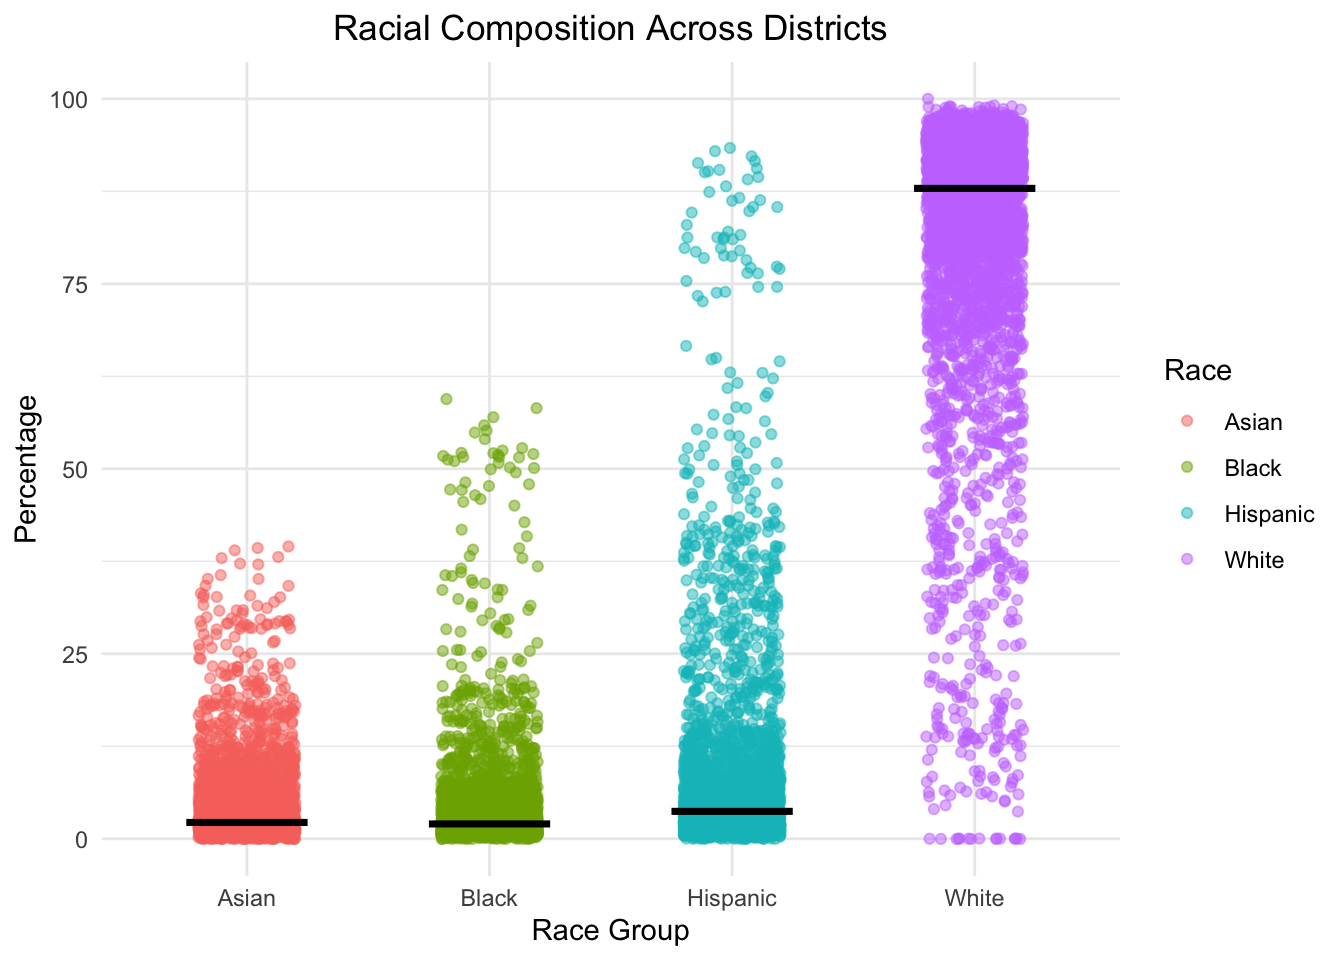 Racial Composition Across Districts
100
75
50
25
0
Percentage
Asian
Black
Hispanic
White
Race Group
Race
Asian
Black
Hispanic
White